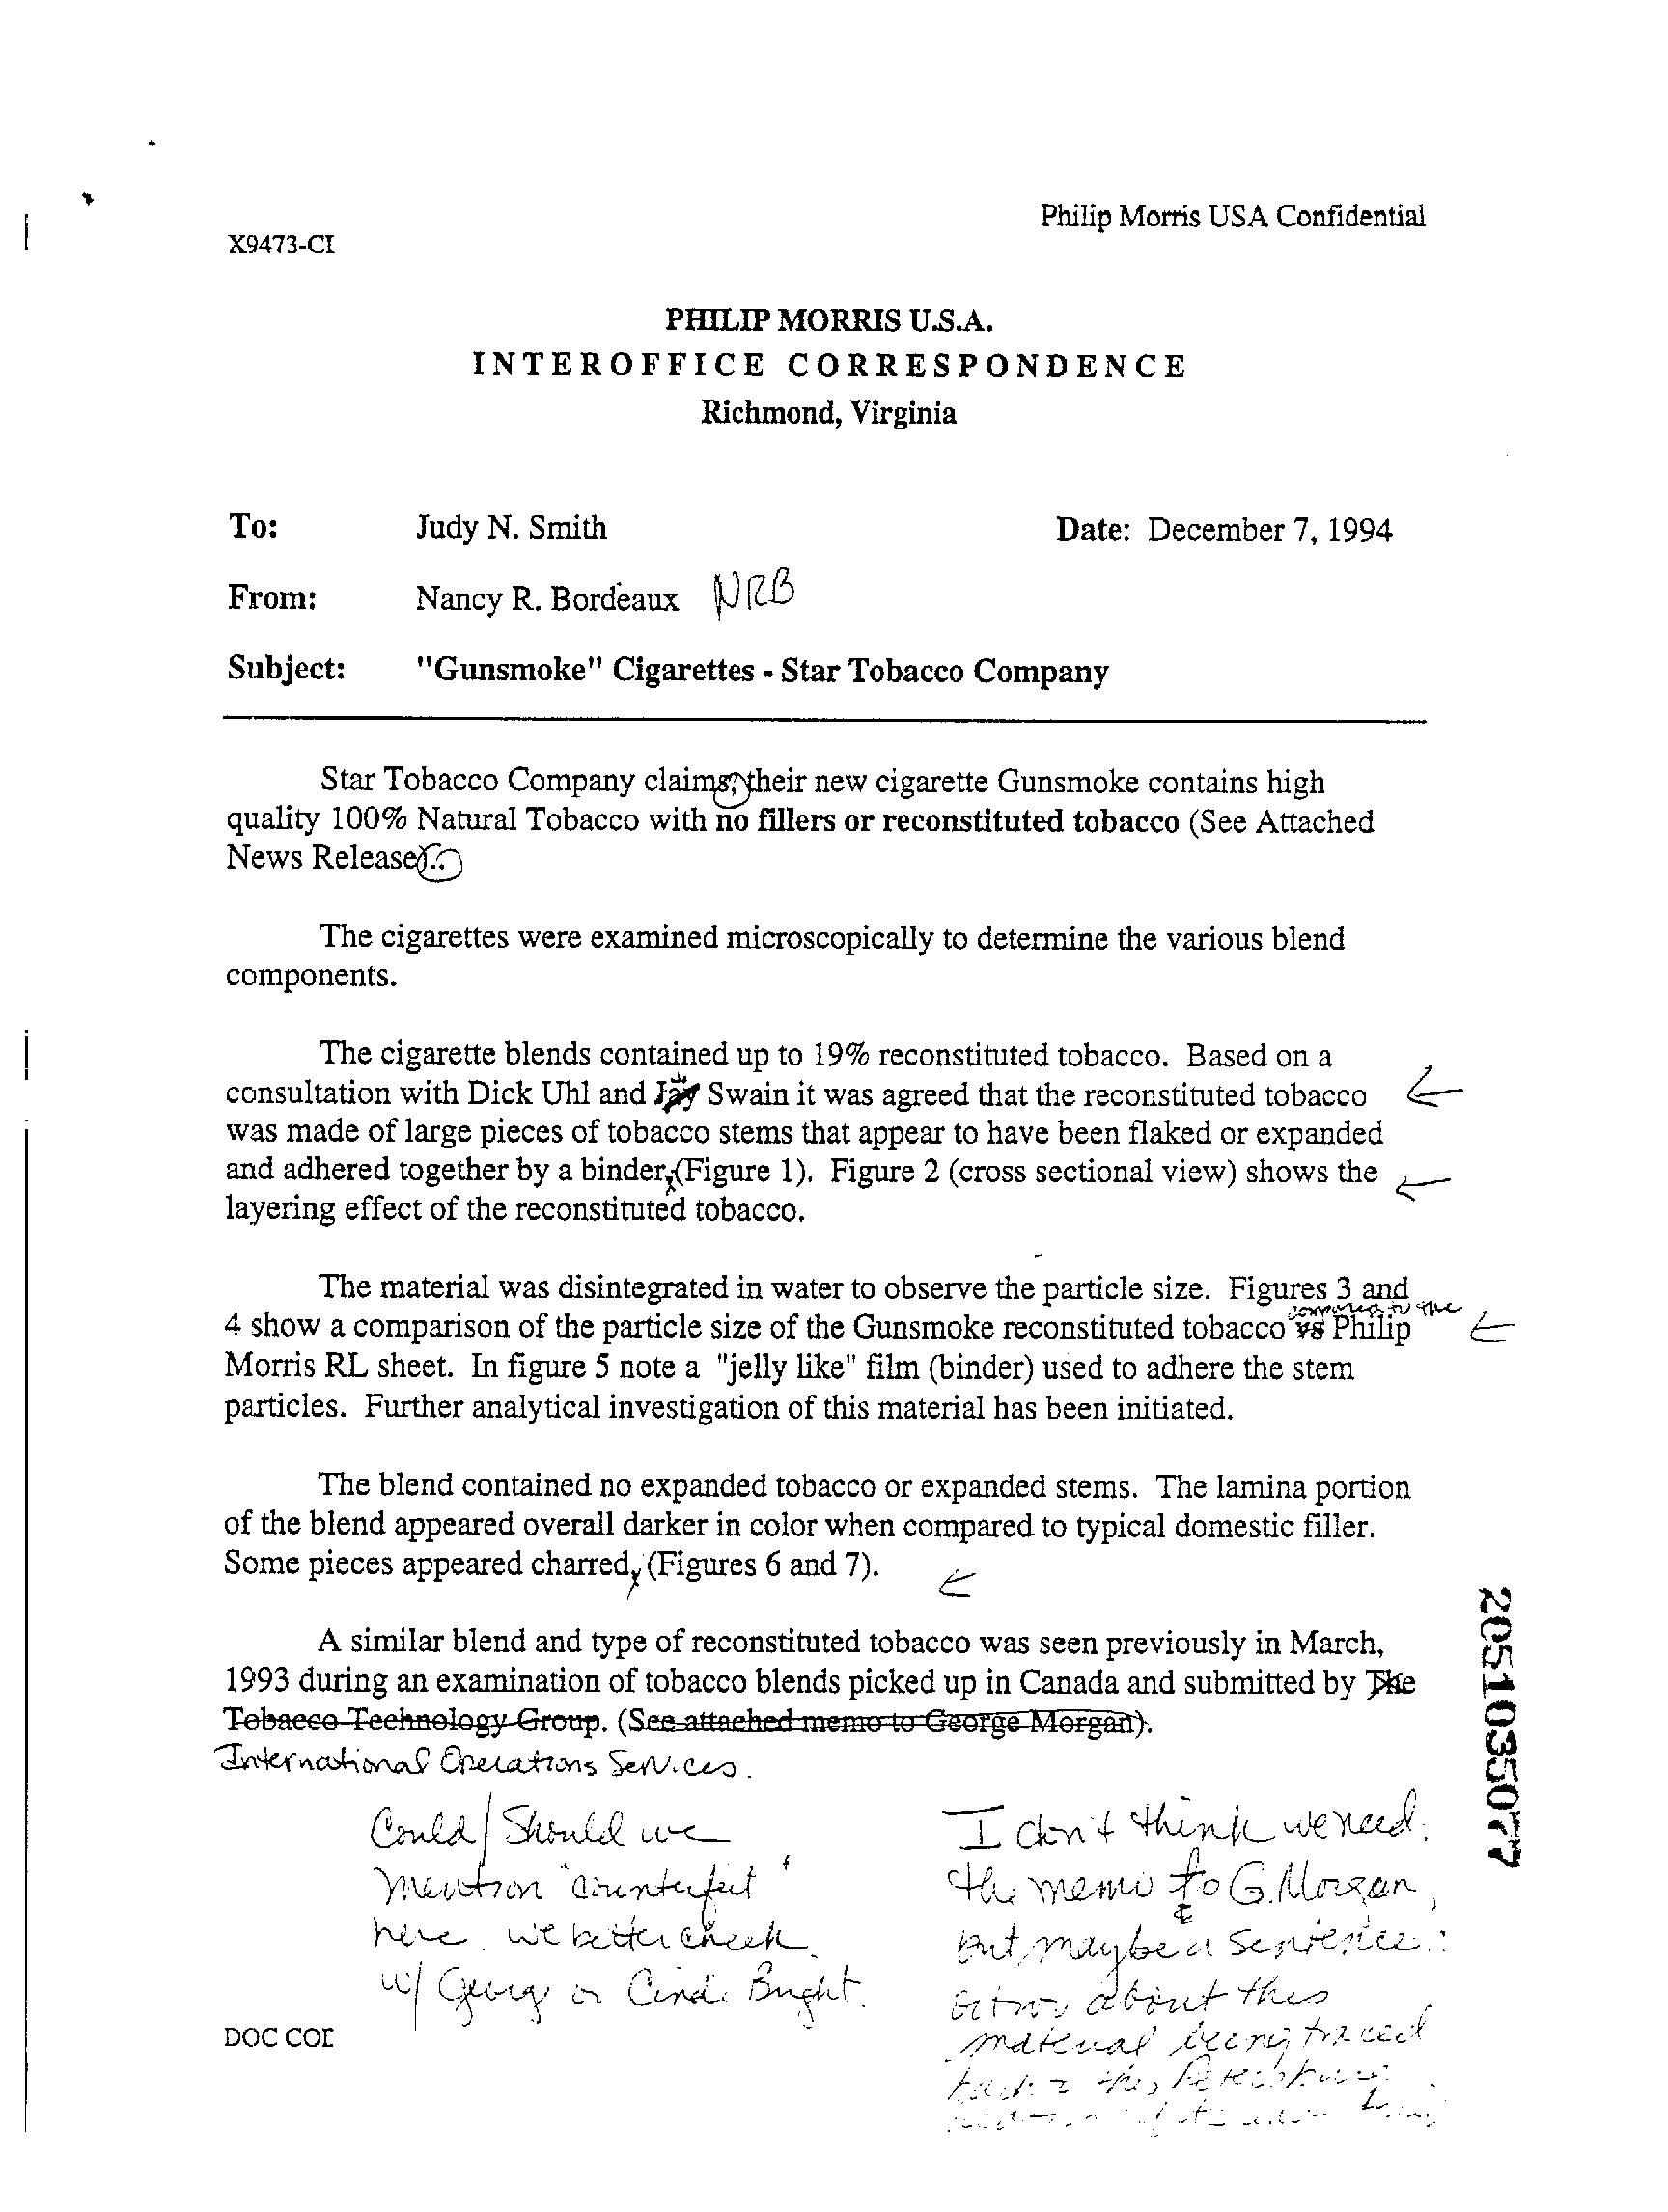 Philip Morris USA Confidential
X9473-CI
PHILIP MORRIS U.S.A.
INTEROFFICE CORRESPONDENCE
Richmond, Virginia
To: Judy N. Smith Date: December 7, 1994
From: Nancy R. Bordeaux NRB
Subject: "Gunsmoke" Cigarettes - Star Tobacco Company
Star Tobacco Company claims, their new cigarette Gunsmoke contains high
quality 100% Natural Tobacco with no fillers or reconstituted tobacco (See Attached
News Release).
The cigarettes were examined microscopically to determine the various blend
components.
The cigarette blends contained up to 19% reconstituted tobacco. Based on a
consultation with Dick Uhl and Swain it was agreed that the reconstituted tobacco
was made of large pieces of tobacco stems that appear to have been flaked or expanded
and adhered together by a binder, (Figure 1). Figure 2 (cross sectional view) shows the
layering effect of the reconstituted tobacco.
The material was disintegrated in water to observe the particle size. Figures 3 and
compared to the
4 show a comparison of the particle size of the Gunsmoke reconstituted tobacco vs Philip
Morris RL sheet. In figure 5 note a "jelly like" film (binder) used to adhere the stem
particles. Further analytical investigation of this material has been initiated.
The blend contained no expanded tobacco or expanded stems. The lamina portion
of the blend appeared overall darker in color when compared to typical domestic filler.
Some pieces appeared charred, (Figures 6 and 7).
A similar blend and type of reconstituted tobacco was seen previously in March,
1993 during an examination of tobacco blends picked up in Canada and submitted by The
Tobacco Technology Group. (See attached memo to George Morgan).
International Operations Services.
Could/Should we
mention "counterfeit"
here. we better check
w/ George or Cindi Bright.
I don't think we need
the memo to G. Morgan,
but maybe a sentence
or two about this
material being traced
DOC COD
2051035077